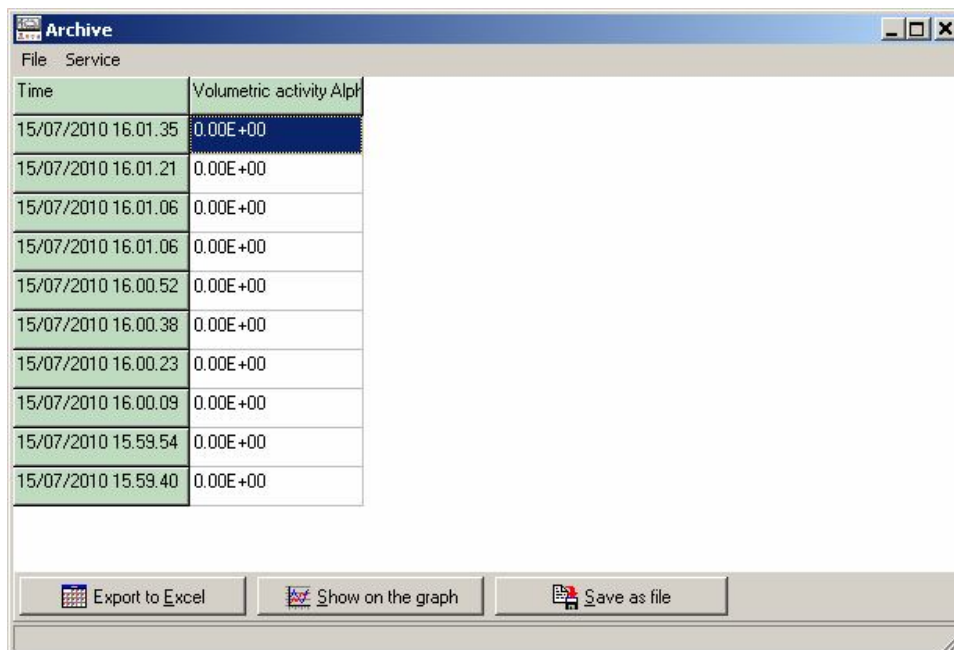 Archive
File Service
Time Volumetric activity Alph
15/07/2010 16.01.35 0.00E+00
15/07/2010 16.01.21 0.00E+00
15/07/2010 16.01.06 0.00E+00
15/07/2010 16.01.06 0.00E+00
15/07/2010 16.00.52 0.00E+00
15/07/2010 16.00.38 0.00E+00
15/07/2010 16.00.23 0.00E+00
15/07/2010 16.00.09 0.00E+00
15/07/2010 15.59.54 0.00E+00
15/07/2010 15.59.40 0.00E+00
Export to Excel Show on the graph Save as file